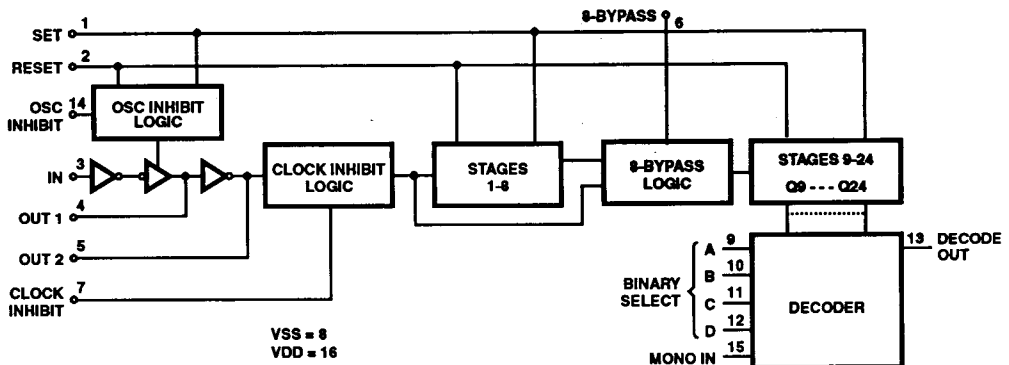 8-BYPASS 6
SET 1
RESET 2
OSC INHIBIT 14
OSC INHIBIT LOGIC
IN 3
CLOCK INHIBIT LOGIC
STAGES 1-8
8-BYPASS LOGIC
STAGES 9-24
Q9 - - - Q24
OUT 1 4
OUT 2 5
CLOCK INHIBIT 7
BINARY SELECT
A 9
B 10
C 11
D 12
MONO IN 15
DECODER
13 DECODE OUT
VSS = 8
VDD = 16